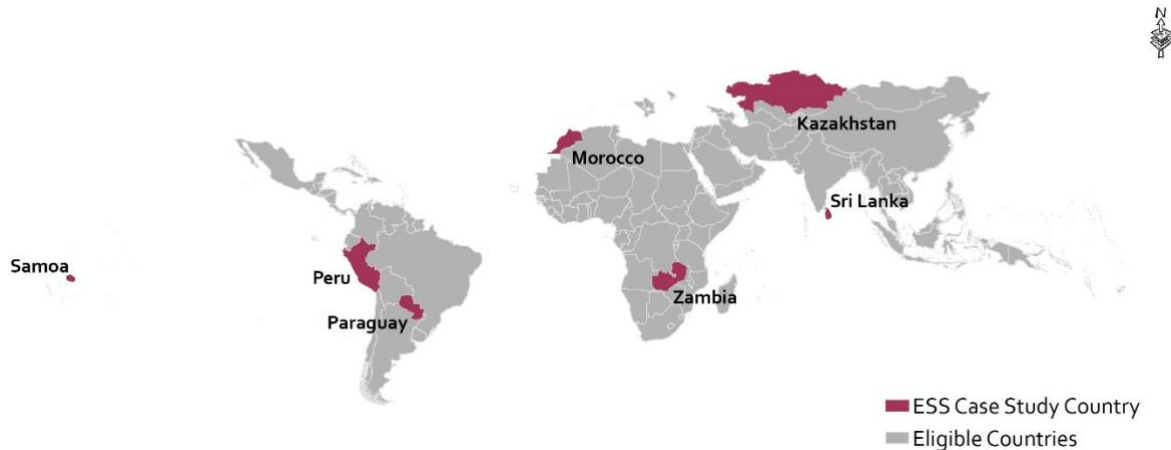 N
Kazakhstan
Morocco
Sri Lanka
Samoa
Peru
Zambia
Paraguay
ESS Case Study Country
Eligible Countries